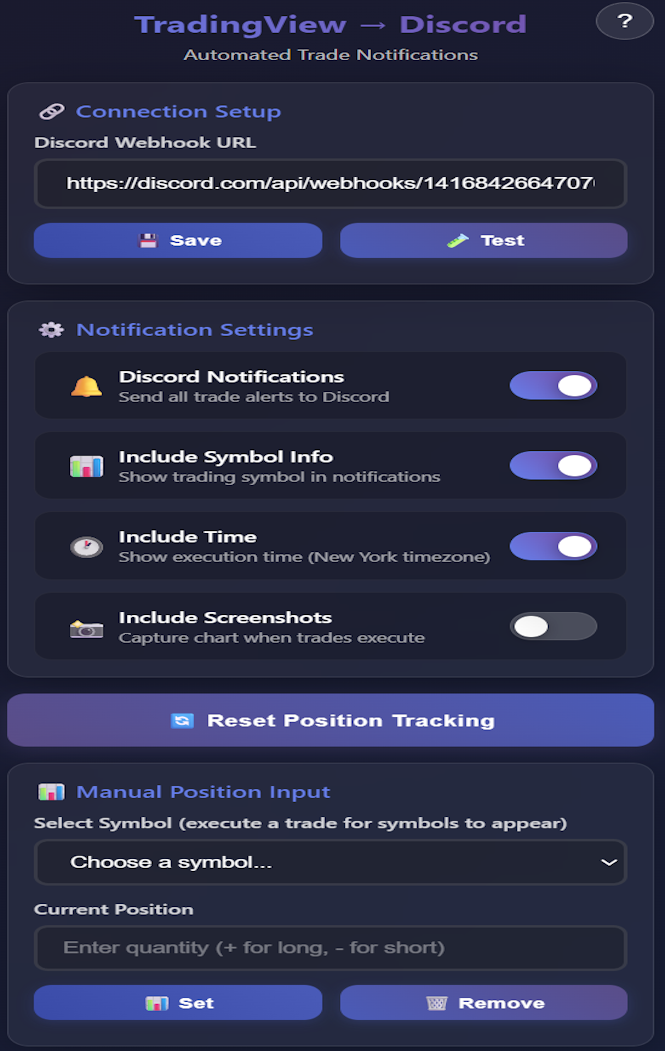 TradingView → Discord
?
Automated Trade Notifications
Connection Setup
Discord Webhook URL
https://discord.com/api/webhooks/141684266470
Save
Test
Notification Settings
Discord Notifications
Send all trade alerts to Discord
Include Symbol Info
Show trading symbol in notifications
Include Time
Show execution time (New York timezone)
Include Screenshots
Capture chart when trades execute
Reset Position Tracking
Manual Position Input
Select Symbol (execute a trade for symbols to appear)
Choose a symbol...
Current Position
Enter quantity (+ for long, - for short)
Set
Remove